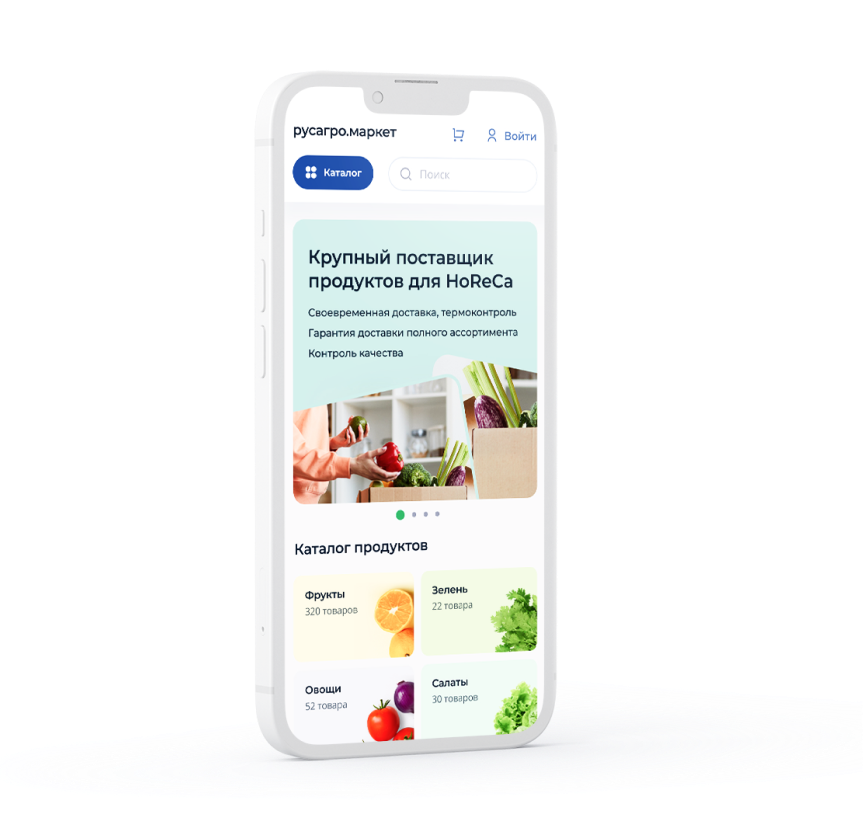 русагро.маркет
Войти
Каталог
Поиск
Крупный поставщик
продуктов для HoReCa
Своевременная доставка, термоконтроль
Гарантия доставки полного ассортимента
Контроль качества
Каталог продуктов
Фрукты
320 товаров
Зелень
22 товара
Овощи
52 товара
Салаты
30 товаров